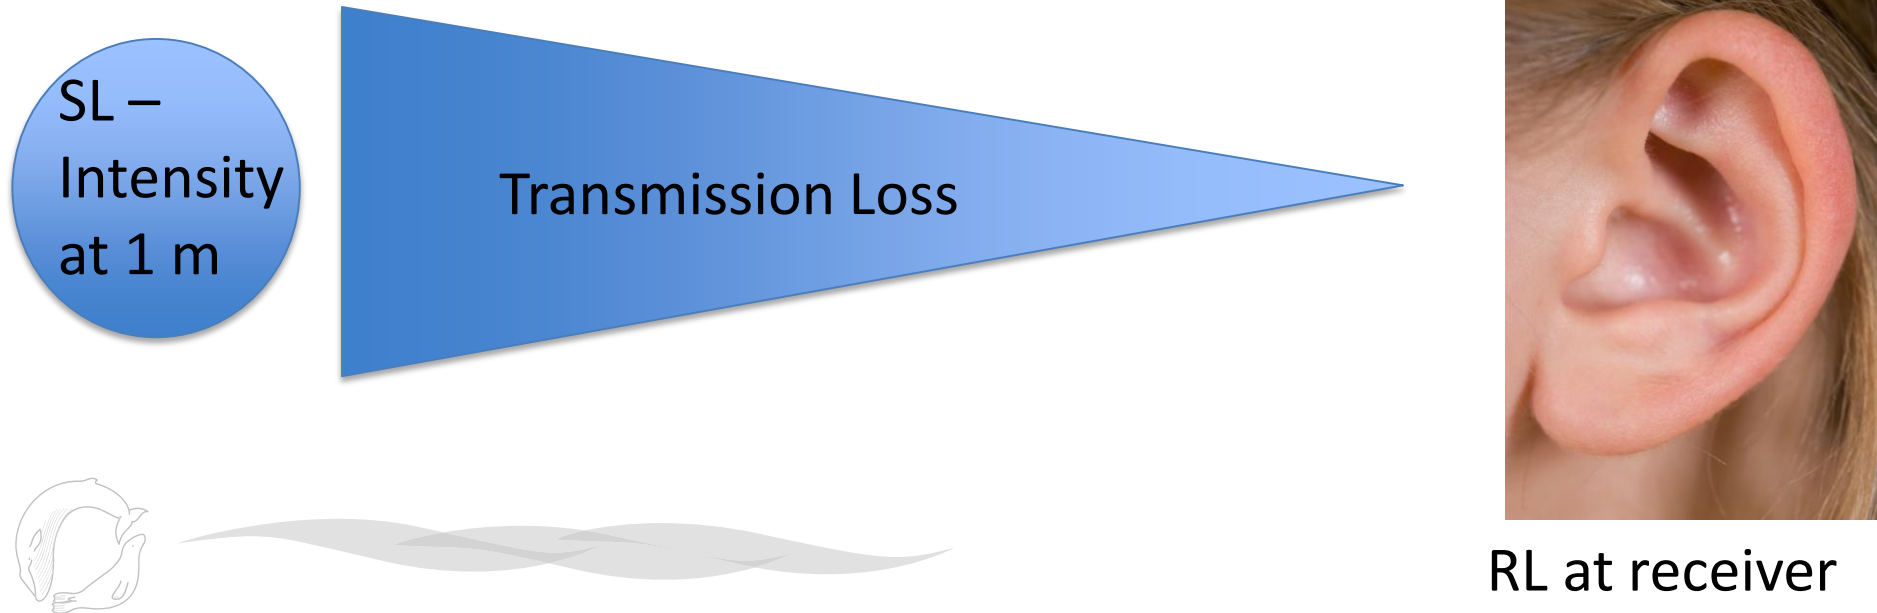 SL –
Intensity
at 1 m
Transmission Loss
RL at receiver